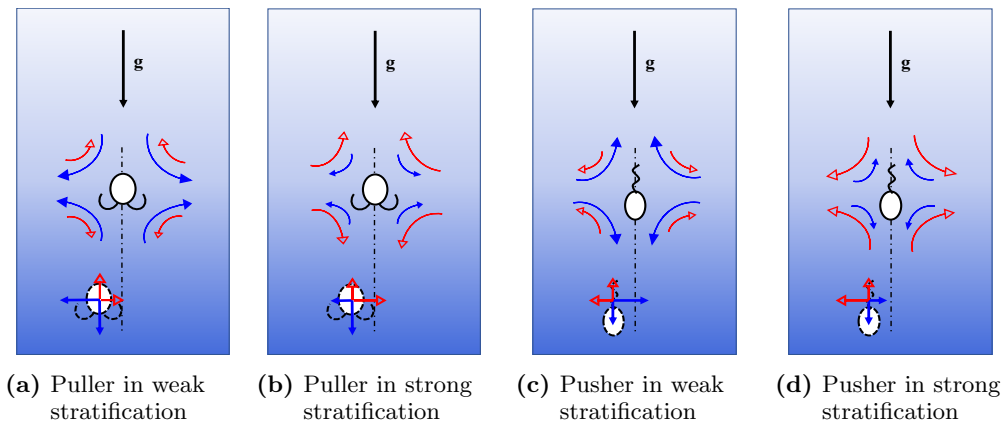 g
g
g
g
(a) Puller in weak
stratification
(b) Puller in strong
stratification
(c) Pusher in weak
stratification
(d) Pusher in strong
stratification